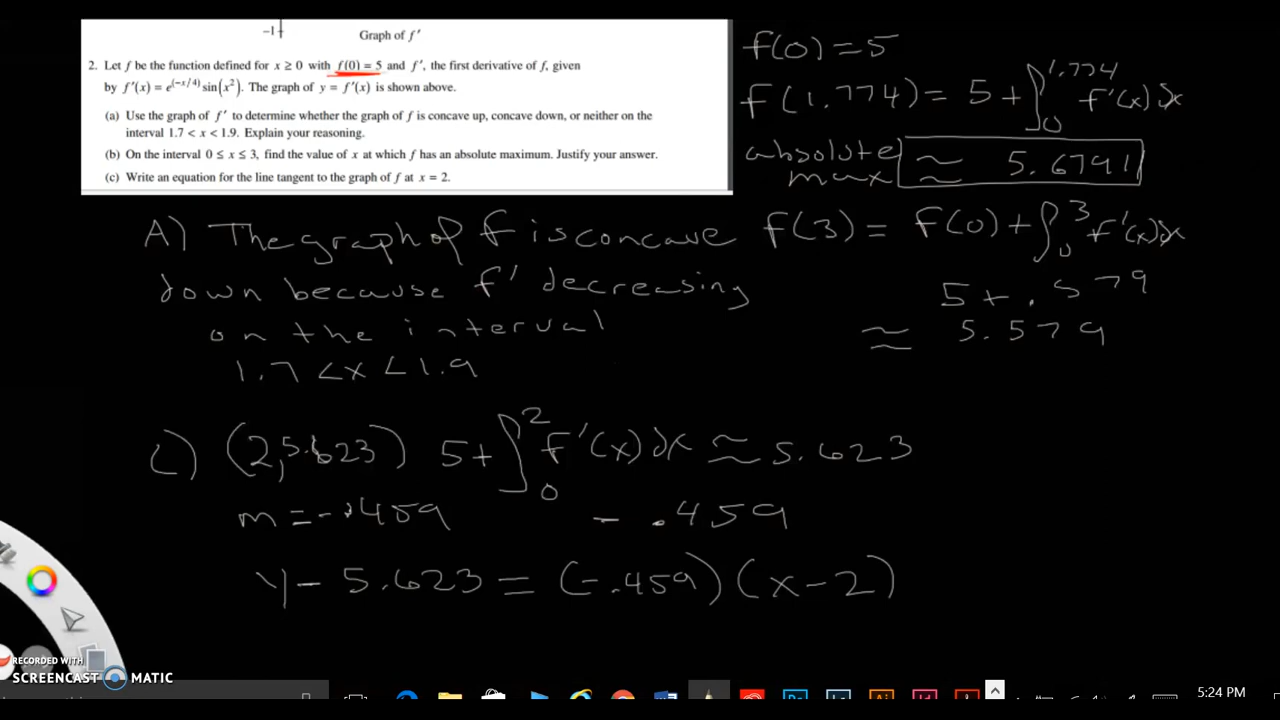 -1
Graph of f′
2. Let f be the function defined for x ≥ 0 with f(0) = 5 and f′, the first derivative of f, given
by f′(x) = e^(−x/4) sin(x²). The graph of y = f′(x) is shown above.
(a) Use the graph of f′ to determine whether the graph of f is concave up, concave down, or neither on the
interval 1.7 < x < 1.9. Explain your reasoning.
(b) On the interval 0 ≤ x ≤ 3, find the value of x at which f has an absolute maximum. Justify your answer.
(c) Write an equation for the line tangent to the graph of f at x = 2.
f(0) = 5
f(1.774) = 5 + ∫₀^1.774 f'(x)dx
absolute max ≈ 5.6791
f(3) = f(0) + ∫₀³ f'(x)dx
5 + .579
≈ 5.579
A) The graph of f is concave
down because f' decreasing
on the interval
1.7 < x < 1.9
C) (2, 5.623) 5 + ∫₀² f'(x)dx ≈ 5.623
m = -.459 - .459
y - 5.623 = (-.459)(x - 2)
RECORDED WITH
SCREENCAST MATIC
5:24 PM